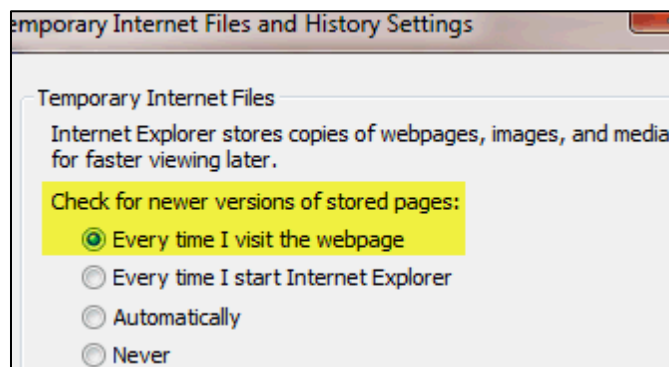 emporary Internet Files and History Settings
Temporary Internet Files
Internet Explorer stores copies of webpages, images, and media
for faster viewing later.
Check for newer versions of stored pages:
Every time I visit the webpage
Every time I start Internet Explorer
Automatically
Never